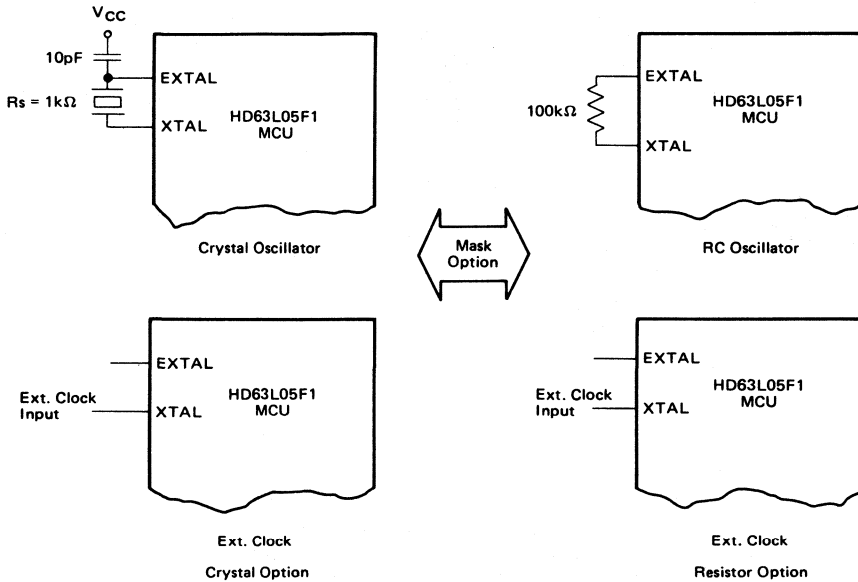 VCC
10pF
EXTAL
Rs = 1kΩ
HD63L05F1
MCU
XTAL
Crystal Oscillator
EXTAL
HD63L05F1
MCU
100kΩ
XTAL
RC Oscillator
Mask
Option
EXTAL
HD63L05F1
MCU
Ext. Clock
Input
XTAL
Ext. Clock
Crystal Option
EXTAL
HD63L05F1
MCU
Ext. Clock
Input
XTAL
Ext. Clock
Resistor Option